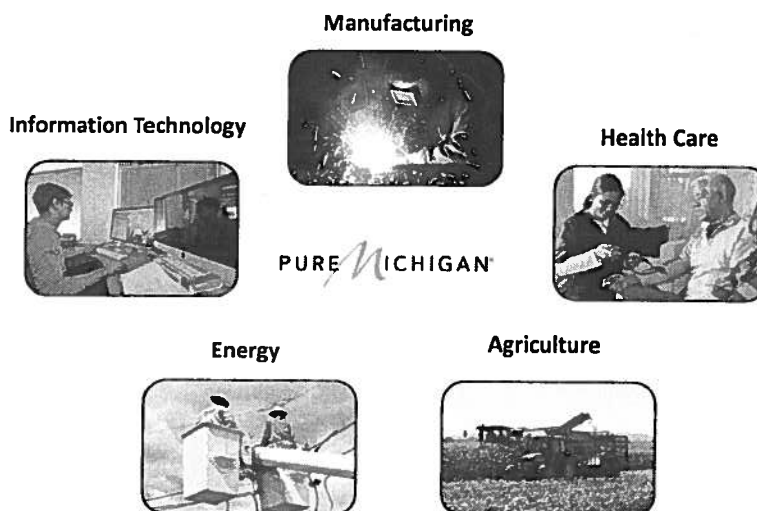 Manufacturing
Information Technology
Health Care
PURE MICHIGAN
Energy
Agriculture